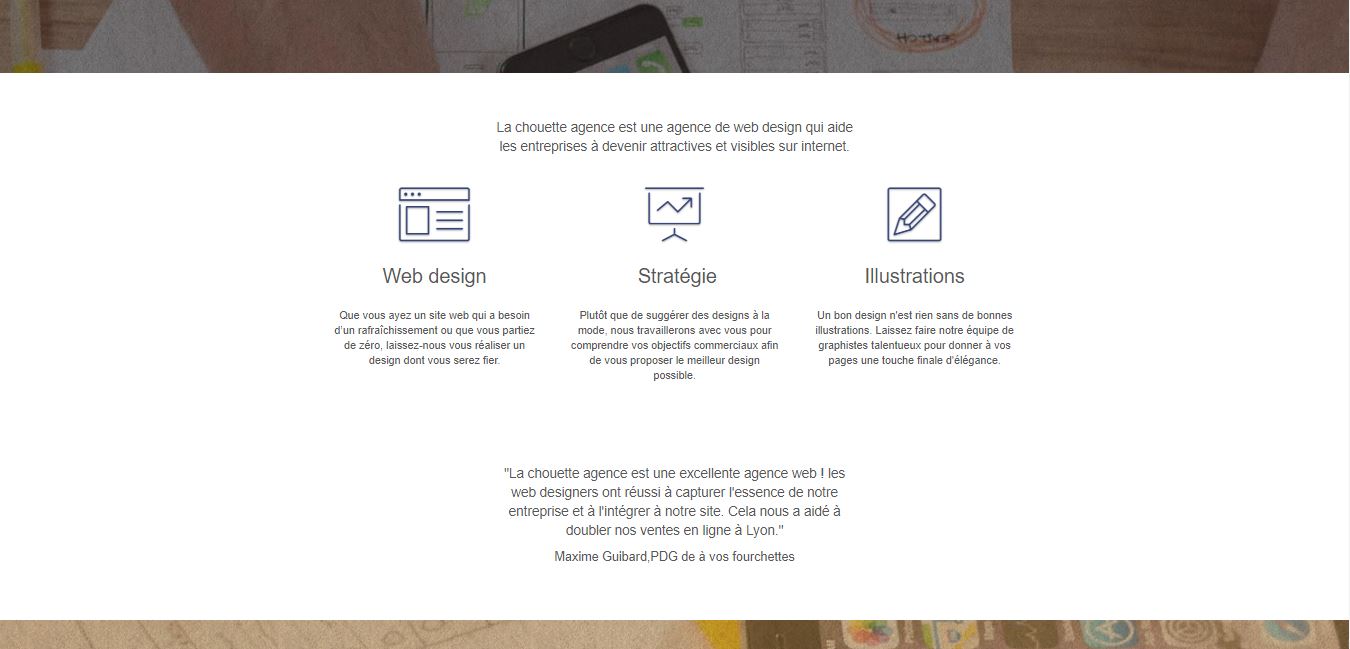 La chouette agence est une agence de web design qui aide
les entreprises à devenir attractives et visibles sur internet.
Web design
Que vous ayez un site web qui a besoin
d'un rafraîchissement ou que vous partiez
de zéro, laissez-nous vous réaliser un
design dont vous serez fier.
Stratégie
Plutôt que de suggérer des designs à la
mode, nous travaillerons avec vous pour
comprendre vos objectifs commerciaux afin
de vous proposer le meilleur design
possible.
Illustrations
Un bon design n'est rien sans de bonnes
illustrations. Laissez faire notre équipe de
graphistes talentueux pour donner à vos
pages une touche finale d'élégance.
"La chouette agence est une excellente agence web ! les
web designers ont réussi à capturer l'essence de notre
entreprise et à l'intégrer à notre site. Cela nous a aidé à
doubler nos ventes en ligne à Lyon."
Maxime Guibard,PDG de à vos fourchettes